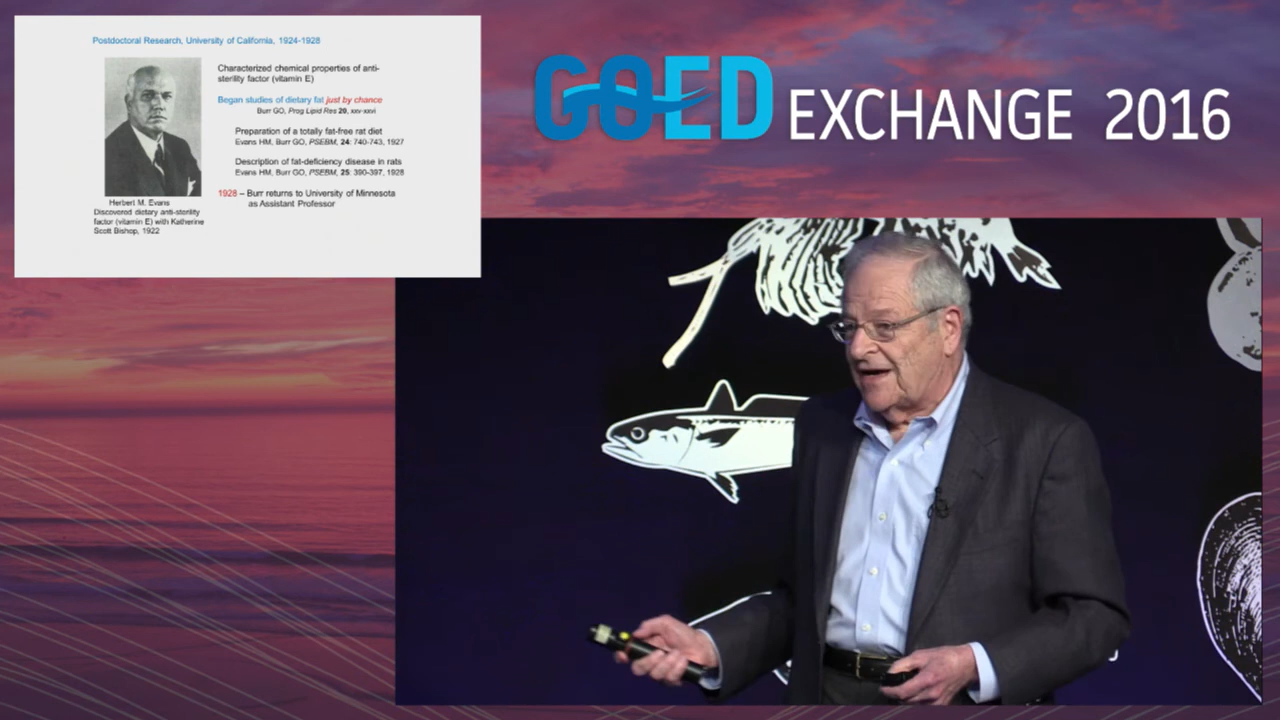 Postdoctoral Research, University of California, 1924-1928
Characterized chemical properties of anti-
sterility factor (vitamin E)
Began studies of dietary fat just by chance
Burr GO, Prog Lipid Res 20, xxv-xxvi
Preparation of a totally fat-free rat diet
Evans HM, Burr GO, PSEBM, 24: 740-743, 1927
Description of fat-deficiency disease in rats
Evans HM, Burr GO, PSEBM, 25: 390-397, 1928
1928 – Burr returns to University of Minnesota
as Assistant Professor
Herbert M. Evans
Discovered dietary anti-sterility
factor (vitamin E) with Katherine
Scott Bishop, 1922
GOED EXCHANGE 2016